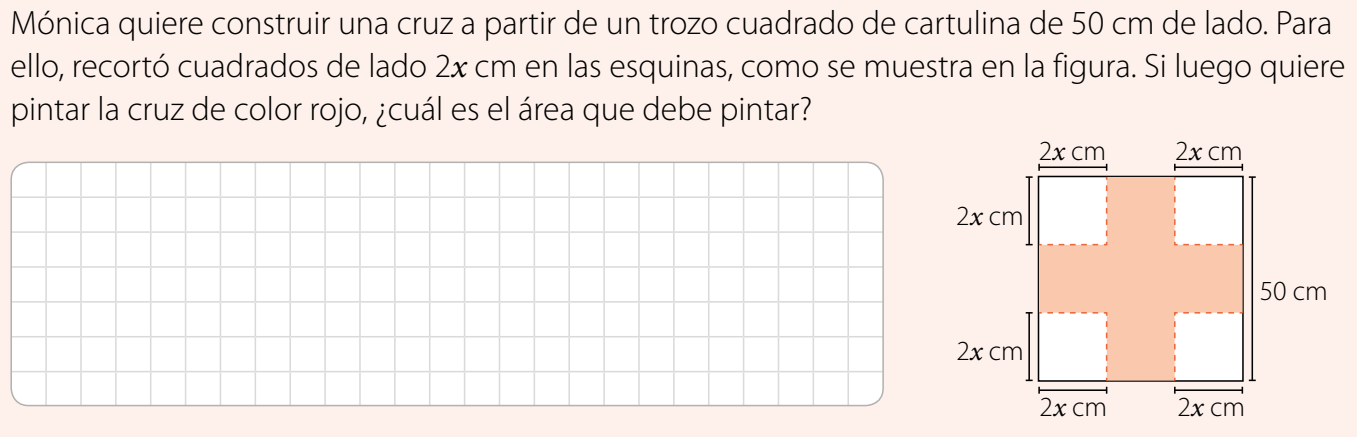 Mónica quiere construir una cruz a partir de un trozo cuadrado de cartulina de 50 cm de lado. Para
ello, recortó cuadrados de lado 2x cm en las esquinas, como se muestra en la figura. Si luego quiere
pintar la cruz de color rojo, ¿cuál es el área que debe pintar?
2x cm 2x cm
2x cm
50 cm
2x cm
2x cm 2x cm